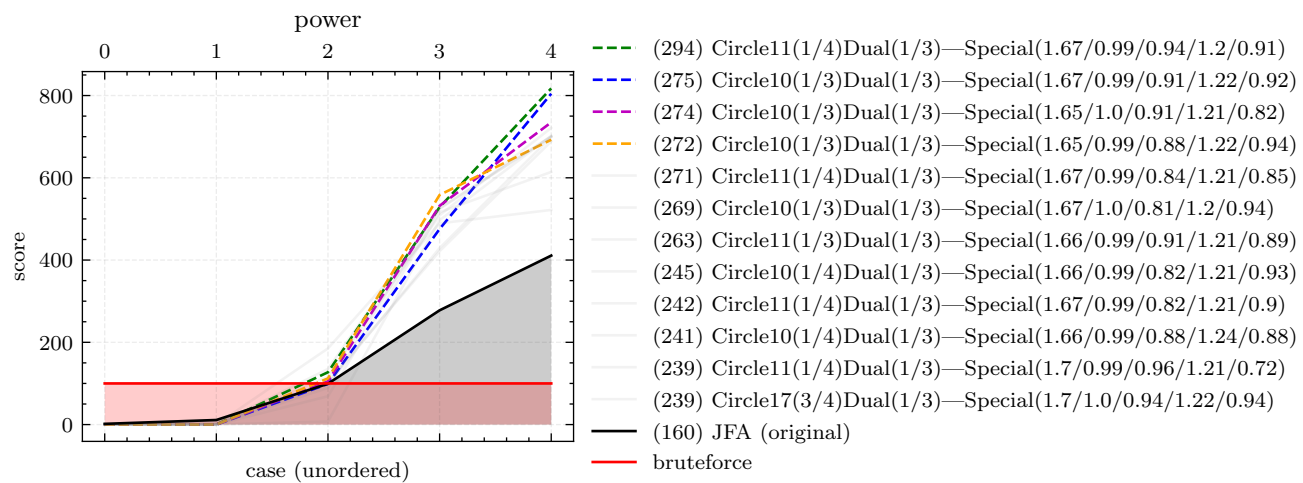 power
0 1 2 3 4
800
600
400
200
0
score
case (unordered)
(294) Circle11(1/4)Dual(1/3)—Special(1.67/0.99/0.94/1.2/0.91)
(275) Circle10(1/3)Dual(1/3)—Special(1.67/0.99/0.91/1.22/0.92)
(274) Circle10(1/3)Dual(1/3)—Special(1.65/1.0/0.91/1.21/0.82)
(272) Circle10(1/3)Dual(1/3)—Special(1.65/0.99/0.88/1.22/0.94)
(271) Circle11(1/4)Dual(1/3)—Special(1.67/0.99/0.84/1.21/0.85)
(269) Circle10(1/3)Dual(1/3)—Special(1.67/1.0/0.81/1.2/0.94)
(263) Circle11(1/3)Dual(1/3)—Special(1.66/0.99/0.91/1.21/0.89)
(245) Circle10(1/4)Dual(1/3)—Special(1.66/0.99/0.82/1.21/0.93)
(242) Circle11(1/4)Dual(1/3)—Special(1.67/0.99/0.82/1.21/0.9)
(241) Circle10(1/4)Dual(1/3)—Special(1.66/0.99/0.88/1.24/0.88)
(239) Circle11(1/4)Dual(1/3)—Special(1.7/0.99/0.96/1.21/0.72)
(239) Circle17(3/4)Dual(1/3)—Special(1.7/1.0/0.94/1.22/0.94)
(160) JFA (original)
bruteforce